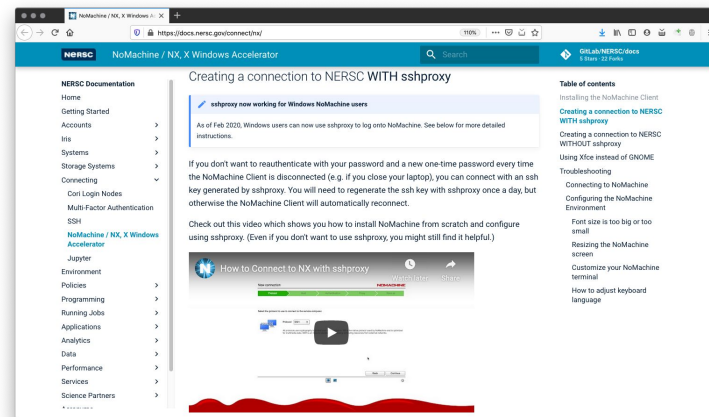 NoMachine / NX, X Windows Ac
https://docs.nersc.gov/connect/nx/
110%
NERSC
NoMachine / NX, X Windows Accelerator
Search
GitLab/NERSC/docs
5 Stars · 22 Forks
NERSC Documentation
Home
Getting Started
Accounts
Iris
Systems
Storage Systems
Connecting
Cori Login Nodes
Multi-Factor Authentication
SSH
NoMachine / NX, X Windows
Accelerator
Jupyter
Environment
Policies
Programming
Running Jobs
Applications
Analytics
Data
Performance
Services
Science Partners
Creating a connection to NERSC WITH sshproxy
sshproxy now working for Windows NoMachine users
As of Feb 2020, Windows users can now use sshproxy to log onto NoMachine. See below for more detailed
instructions.
If you don't want to reauthenticate with your password and a new one-time password every time
the NoMachine Client is disconnected (e.g. if you close your laptop), you can connect with an ssh
key generated by sshproxy. You will need to regenerate the ssh key with sshproxy once a day, but
otherwise the NoMachine Client will automatically reconnect.
Check out this video which shows you how to install NoMachine from scratch and configure
using sshproxy. (Even if you don't want to use sshproxy, you might still find it helpful.)
How to Connect to NX with sshproxy
Watch later
Share
New connection
NOMACHINE
Table of contents
Installing the NoMachine Client
Creating a connection to NERSC
WITH sshproxy
Creating a connection to NERSC
WITHOUT sshproxy
Using Xfce instead of GNOME
Troubleshooting
Connecting to NoMachine
Configuring the NoMachine
Environment
Font size is too big or too
small
Resizing the NoMachine
screen
Customize your NoMachine
terminal
How to adjust keyboard
language